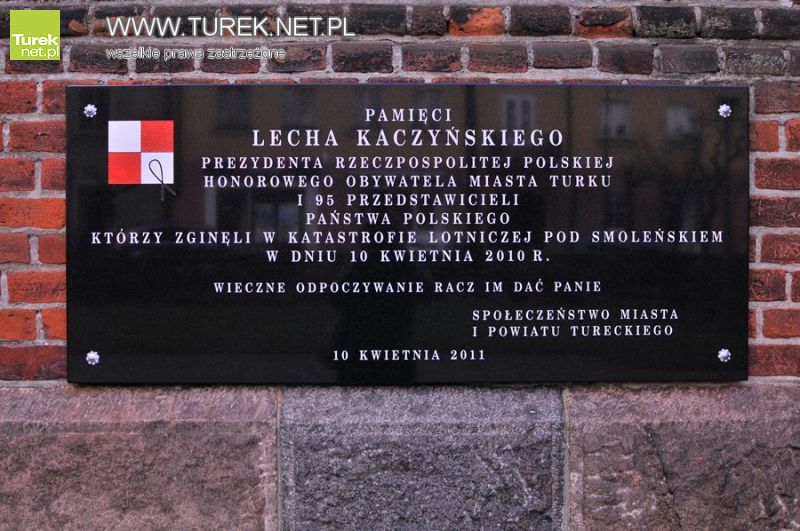 Turek
net.pl
WWW.TUREK.NET.PL
wszelkie prawa zastrzeżone
PAMIĘCI
LECHA KACZYŃSKIEGO
PREZYDENTA RZECZPOSPOLITEJ POLSKIEJ
HONOROWEGO OBYWATELA MIASTA TURKU
I 95 PRZEDSTAWICIELI
PAŃSTWA POLSKIEGO
KTÓRZY ZGINĘLI W KATASTROFIE LOTNICZEJ POD SMOLEŃSKIEM
W DNIU 10 KWIETNIA 2010 R.
WIECZNE ODPOCZYWANIE RACZ IM DAĆ PANIE
SPOŁECZEŃSTWO MIASTA
I POWIATU TURECKIEGO
10 KWIETNIA 2011